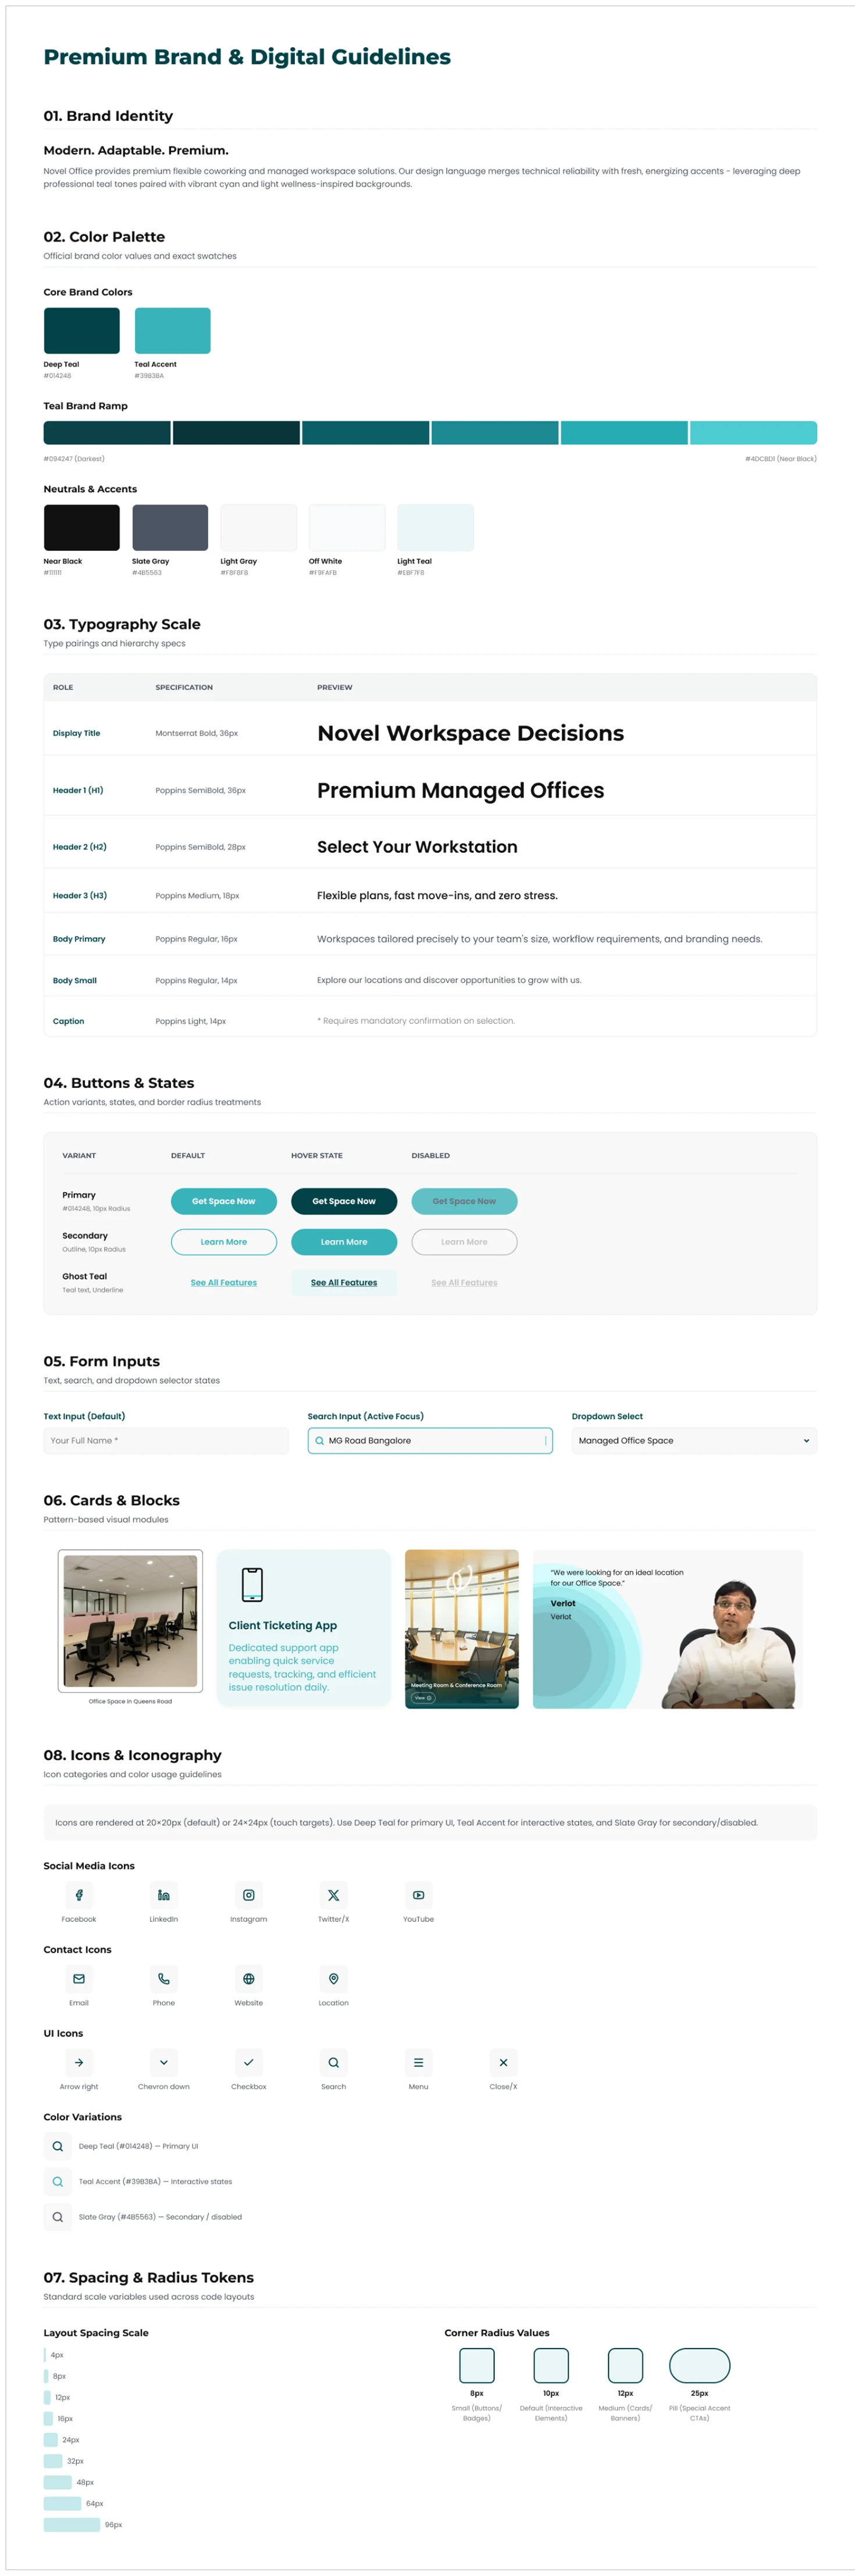 Premium Brand & Digital Guidelines
01. Brand Identity
Modern. Adaptable. Premium.
Novel Office provides premium flexible coworking and managed workspace solutions. Our design language merges technical reliability with fresh, energizing accents - leveraging deep
professional teal tones paired with vibrant cyan and light wellness-inspired backgrounds.
02. Color Palette
Official brand color values and exact swatches
Core Brand Colors
Deep Teal
#014248
Teal Accent
#39B3BA
Teal Brand Ramp
#094247 (Darkest)
#4DCBD1 (Near Black)
Neutrals & Accents
Near Black
#111111
Slate Gray
#4B5563
Light Gray
#F8F8F8
Off White
#F9FAFB
Light Teal
#EBF7F8
03. Typography Scale
Type pairings and hierarchy specs
ROLE SPECIFICATION PREVIEW
Display Title Montserrat Bold, 36px Novel Workspace Decisions
Header 1 (H1) Poppins SemiBold, 36px Premium Managed Offices
Header 2 (H2) Poppins SemiBold, 28px Select Your Workstation
Header 3 (H3) Poppins Medium, 18px Flexible plans, fast move-ins, and zero stress.
Body Primary Poppins Regular, 16px Workspaces tailored precisely to your team's size, workflow requirements, and branding needs.
Body Small Poppins Regular, 14px Explore our locations and discover opportunities to grow with us.
Caption Poppins Light, 14px * Requires mandatory confirmation on selection.
04. Buttons & States
Action variants, states, and border radius treatments
VARIANT DEFAULT HOVER STATE DISABLED
Primary
#014248, 10px Radius
Get Space Now Get Space Now Get Space Now
Secondary
Outline, 10px Radius
Learn More Learn More Learn More
Ghost Teal
Teal text, Underline
See All Features See All Features See All Features
05. Form Inputs
Text, search, and dropdown selector states
Text Input (Default)
Your Full Name *
Search Input (Active Focus)
MG Road Bangalore
Dropdown Select
Managed Office Space
06. Cards & Blocks
Pattern-based visual modules
Office Space in Queens Road
Client Ticketing App
Dedicated support app
enabling quick service
requests, tracking, and efficient
issue resolution daily.
Meeting Room & Conference Room
View
"We were looking for an ideal location
for our Office Space."
Verlot
Verlot
08. Icons & Iconography
Icon categories and color usage guidelines
Icons are rendered at 20×20px (default) or 24×24px (touch targets). Use Deep Teal for primary UI, Teal Accent for interactive states, and Slate Gray for secondary/disabled.
Social Media Icons
Facebook LinkedIn Instagram Twitter/X YouTube
Contact Icons
Email Phone Website Location
UI Icons
Arrow right Chevron down Checkbox Search Menu Close/X
Color Variations
Deep Teal (#014248) — Primary UI
Teal Accent (#39B3BA) — Interactive states
Slate Gray (#4B5563) — Secondary / disabled
07. Spacing & Radius Tokens
Standard scale variables used across code layouts
Layout Spacing Scale
4px
8px
12px
16px
24px
32px
48px
64px
96px
Corner Radius Values
8px
Small (Buttons/
Badges)
10px
Default (Interactive
Elements)
12px
Medium (Cards/
Banners)
25px
Pill (Special Accent
CTAs)